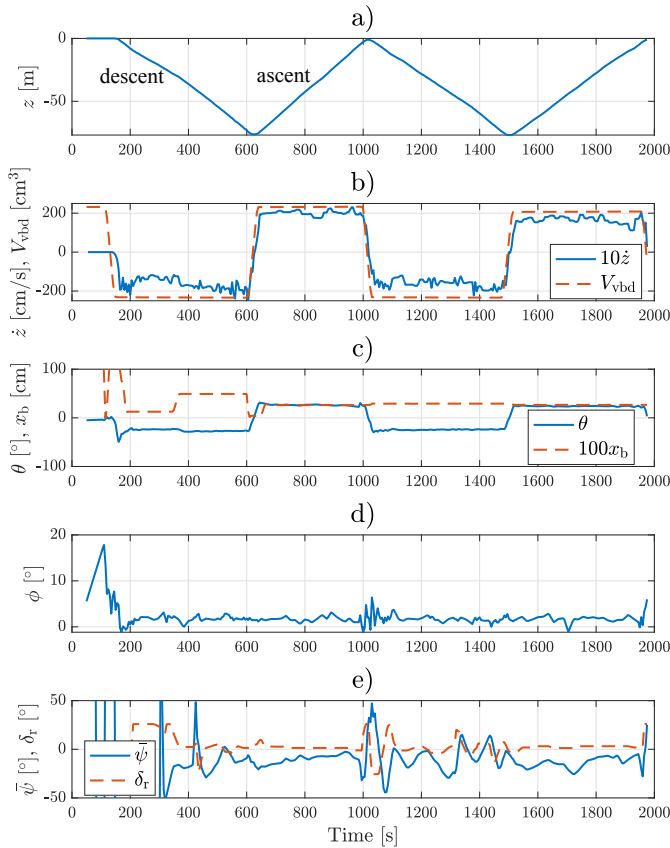 a)
z [m]
0
-50
descent
ascent
200 400 600 800 1000 1200 1400 1600 1800 2000
b)
ż [cm/s], V_vbd [cm³]
200
0
-200
10ż
V_vbd
200 400 600 800 1000 1200 1400 1600 1800 2000
c)
θ [°], x_b [cm]
100
0
-100
θ
100x_b
200 400 600 800 1000 1200 1400 1600 1800 2000
d)
ϕ [°]
20
10
0
0 200 400 600 800 1000 1200 1400 1600 1800 2000
e)
ψ̄ [°], δ_r [°]
50
0
-50
ψ̄
δ_r
0 200 400 600 800 1000 1200 1400 1600 1800 2000
Time [s]